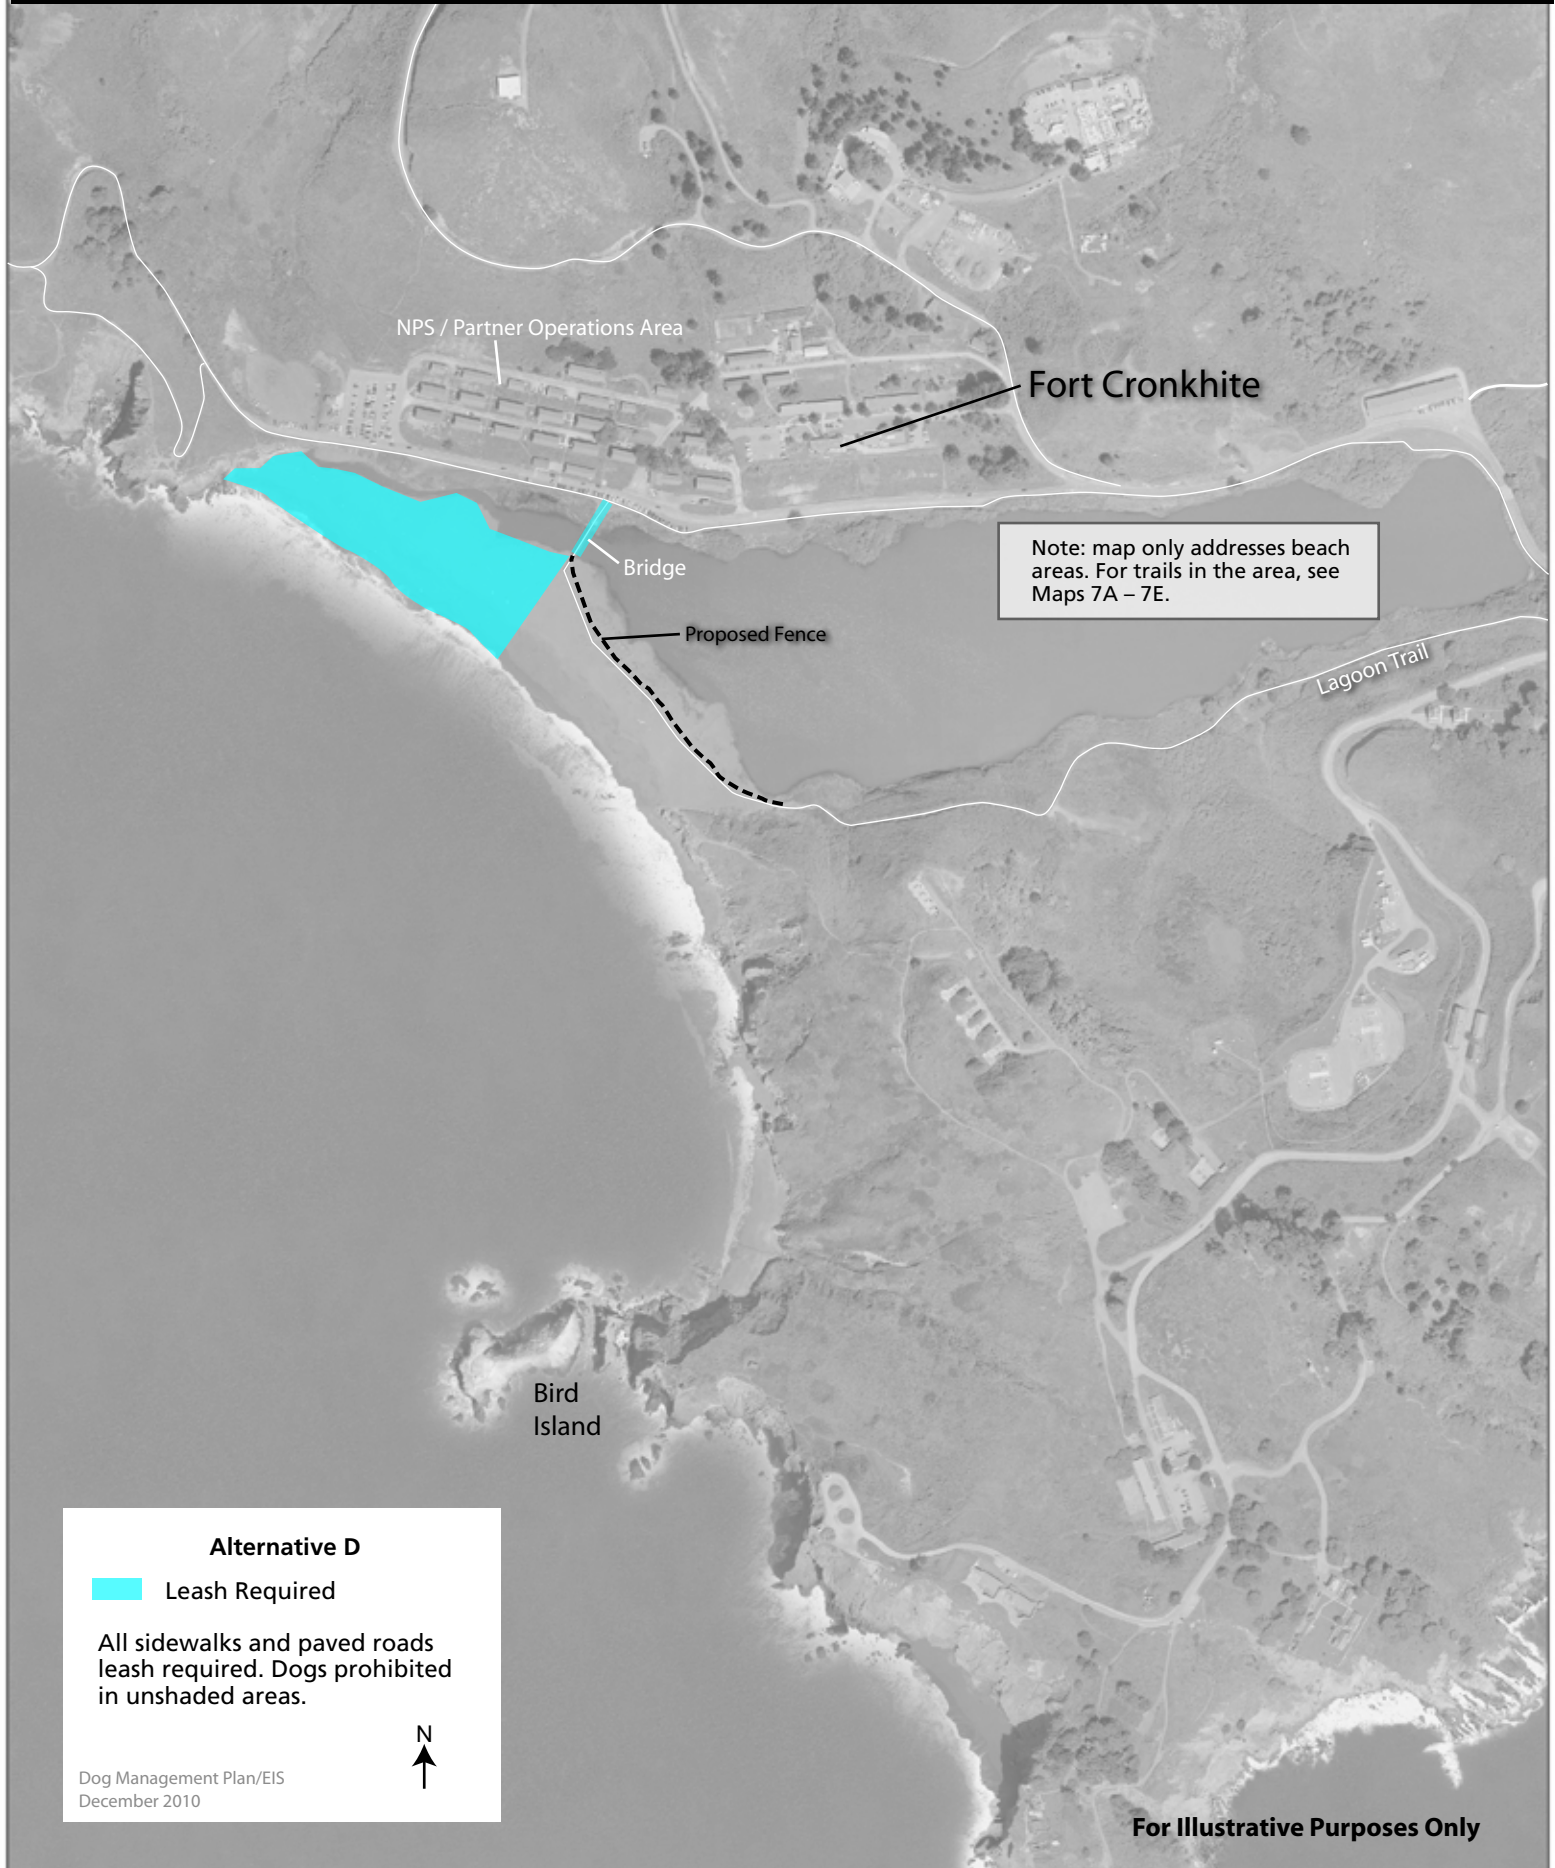 NPS / Partner Operations Area
Fort Cronkhite
Note: map only addresses beach
areas. For trails in the area, see
Maps 7A – 7E.
Bridge
Proposed Fence
Lagoon Trail
Bird
Island
Alternative D
Leash Required
All sidewalks and paved roads
leash required. Dogs prohibited
in unshaded areas.
N
Dog Management Plan/EIS
December 2010
For Illustrative Purposes Only